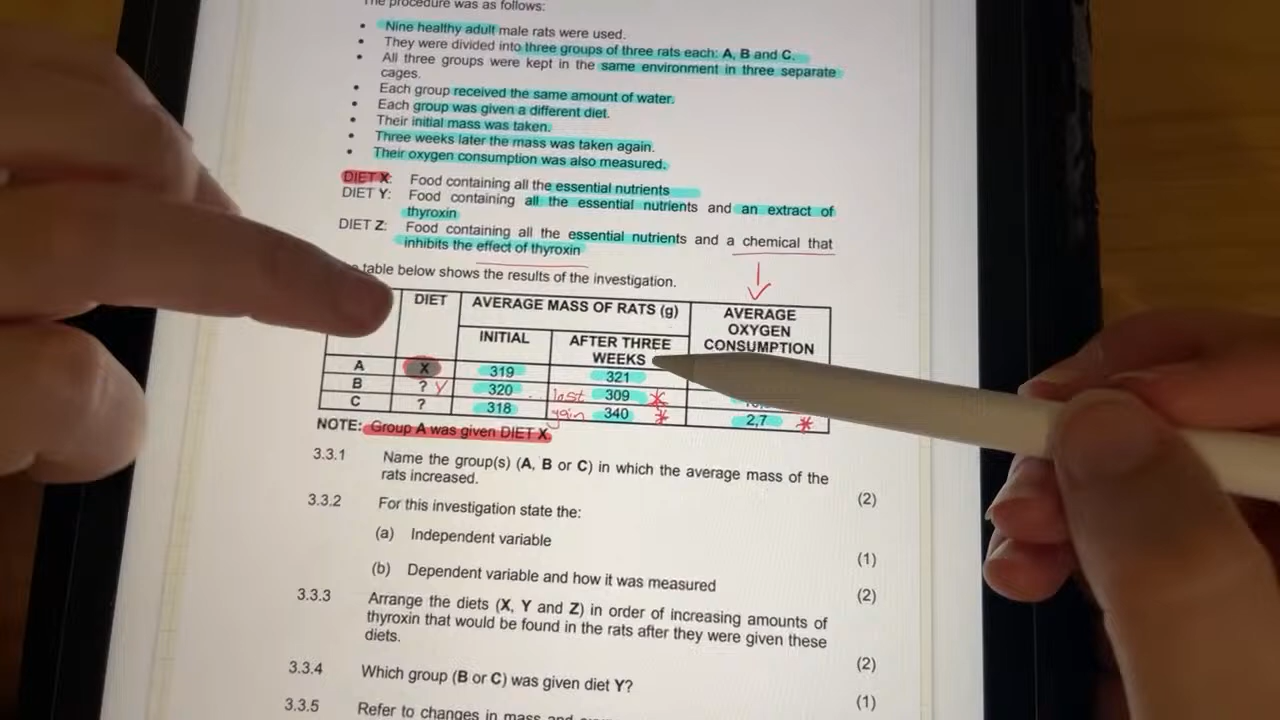 The procedure was as follows:
• Nine healthy adult male rats were used.
• They were divided into three groups of three rats each: A, B and C.
• All three groups were kept in the same environment in three separate
cages.
• Each group received the same amount of water.
• Each group was given a different diet.
• Their initial mass was taken.
• Three weeks later the mass was taken again.
• Their oxygen consumption was also measured.
DIET X: Food containing all the essential nutrients
DIET Y: Food containing all the essential nutrients and an extract of
thyroxin
DIET Z: Food containing all the essential nutrients and a chemical that
inhibits the effect of thyroxin
table below shows the results of the investigation.
DIET AVERAGE MASS OF RATS (g) AVERAGE
OXYGEN
CONSUMPTION
INITIAL AFTER THREE
WEEKS
A X 319 321
B ? Y 320 lost 309 *
C ? 318 gain 340 * 2,7 *
NOTE: Group A was given DIET X.
3.3.1 Name the group(s) (A, B or C) in which the average mass of the
rats increased. (2)
3.3.2 For this investigation state the:
(a) Independent variable (1)
(b) Dependent variable and how it was measured (2)
3.3.3 Arrange the diets (X, Y and Z) in order of increasing amounts of
thyroxin that would be found in the rats after they were given these
diets. (2)
3.3.4 Which group (B or C) was given diet Y? (1)
3.3.5 Refer to changes in mass and